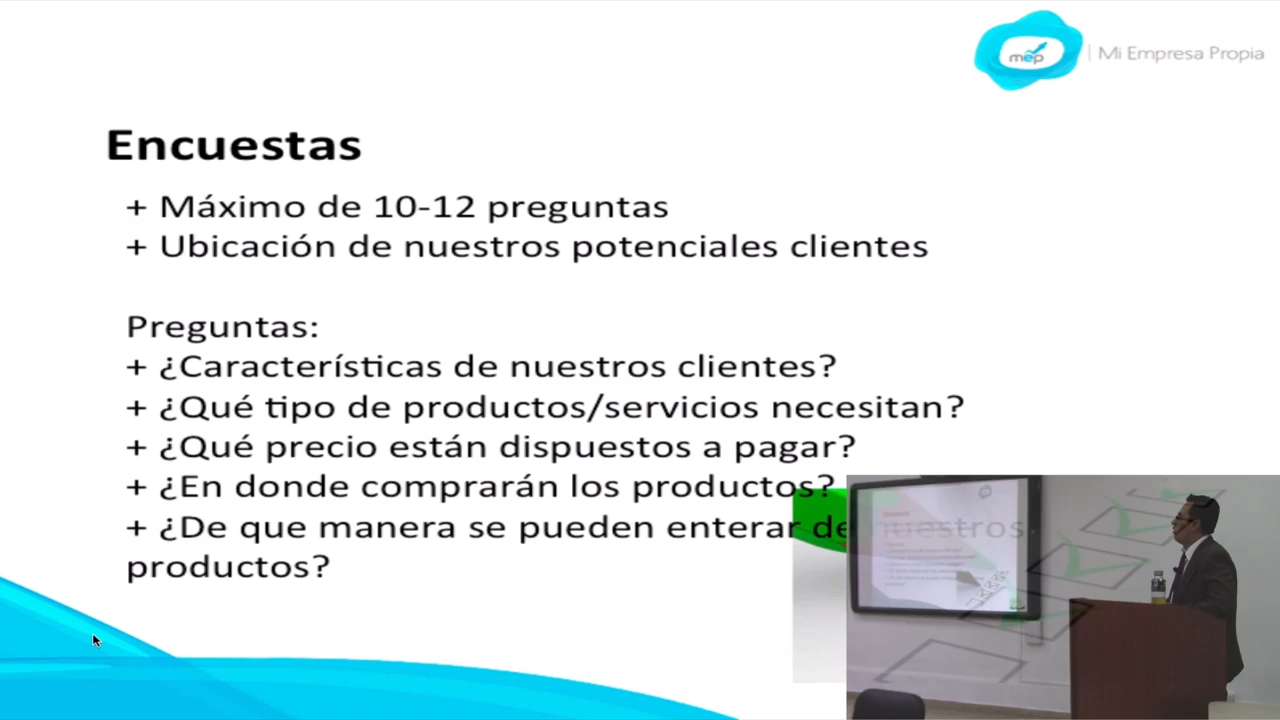 mep | Mi Empresa Propia
Encuestas
+ Máximo de 10-12 preguntas
+ Ubicación de nuestros potenciales clientes
Preguntas:
+ ¿Características de nuestros clientes?
+ ¿Qué tipo de productos/servicios necesitan?
+ ¿Qué precio están dispuestos a pagar?
+ ¿En donde comprarán los productos?
+ ¿De que manera se pueden enterar de nuestros
productos?